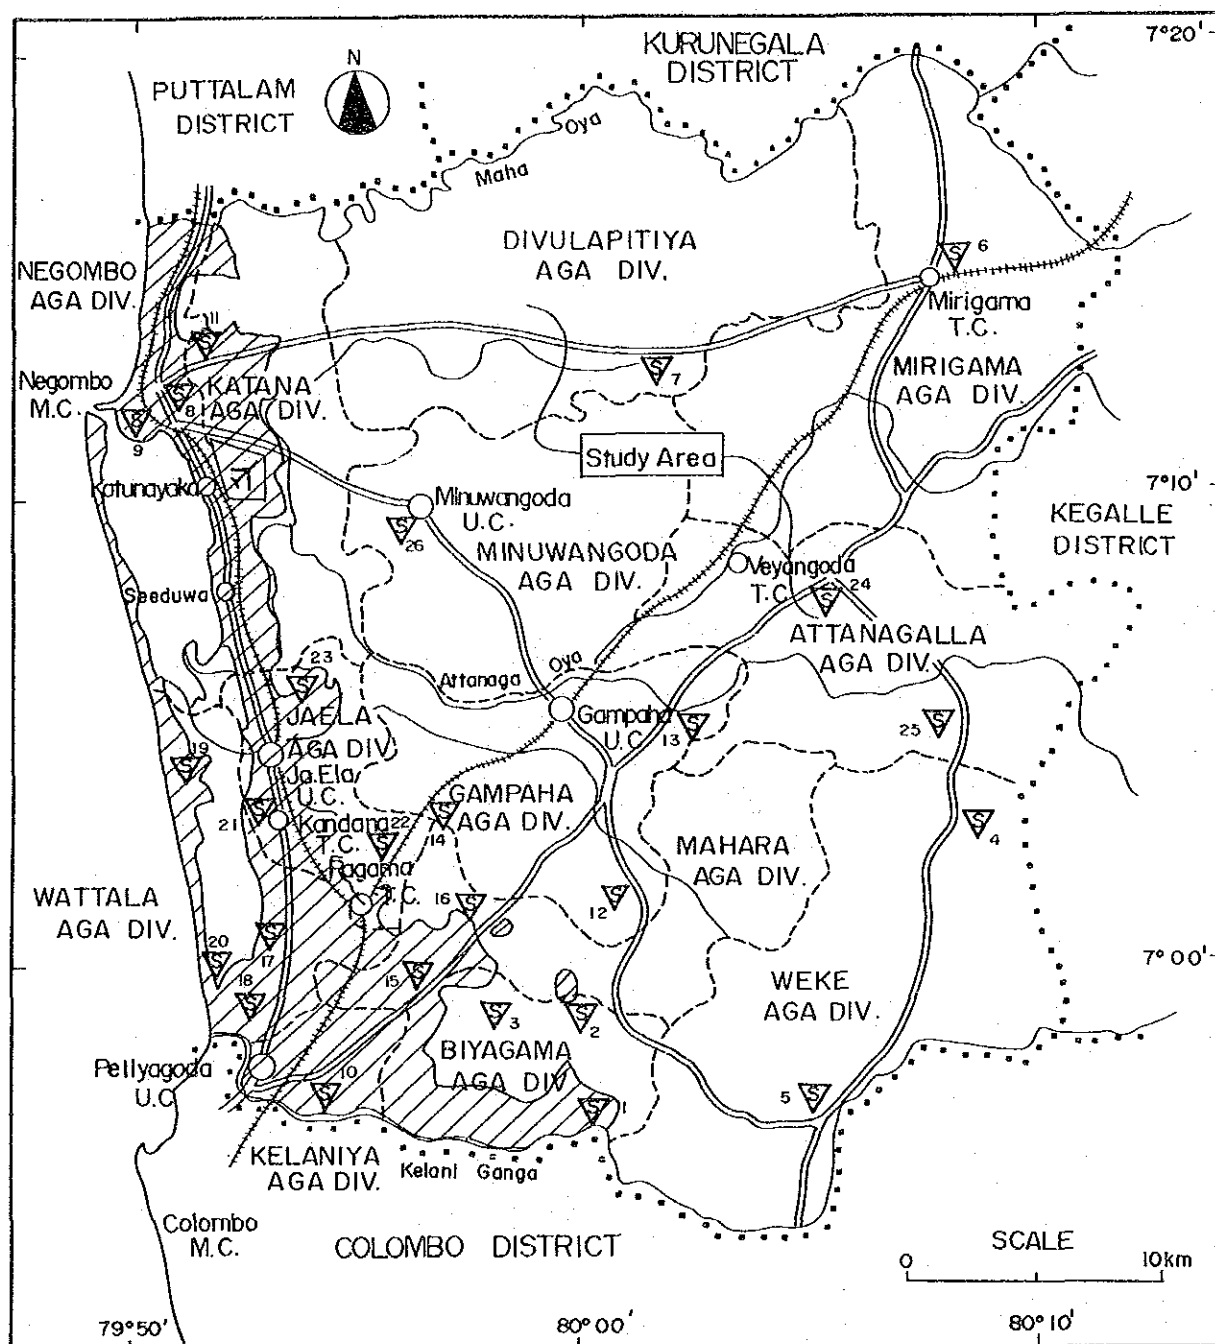 KURUNEGALA
DISTRICT
7°20'
N
PUTTALAM
DISTRICT
Oya
Maha
DIVULAPITIYA
AGA DIV.
S 6
NEGOMBO
AGA DIV.
Mirigama
T.C.
11
S
S
7
MIRIGAMA
AGA DIV.
Negombo
M.C.
KATANA
AGA DIV.
S
8
S
9
Study Area
Katunayaka
7°10'
Minuwangoda
U.C.
S
26
KEGALLE
DISTRICT
MINUWANGODA
AGA DIV.
Veyangoda
T.C.
24
S
Seeduwa
ATTANAGALLA
AGA DIV.
23
S
Oya
Attanaga
JAELA
AGA DIV.
Gampaha
U.C.
S
13
S
25
19
S
Ja.Ela
U.C.
GAMPAHA
AGA DIV.
S
21
Kandana
T.C.
22
S
S
14
S
4
MAHARA
AGA DIV.
Ragama
T.C.
WATTALA
AGA DIV.
16 S
S
12
20
S
S
17
7°00'
18
S
15 S
WEKE
AGA DIV.
S
3
S
2
BIYAGAMA
AGA DIV
Peliyagoda
U.C
10
S
S 1
5 S
KELANIYA
AGA DIV.
Kelani Ganga
Colombo
M.C.
COLOMBO DISTRICT
SCALE
0 10km
79°50' 80°00' 80°10'